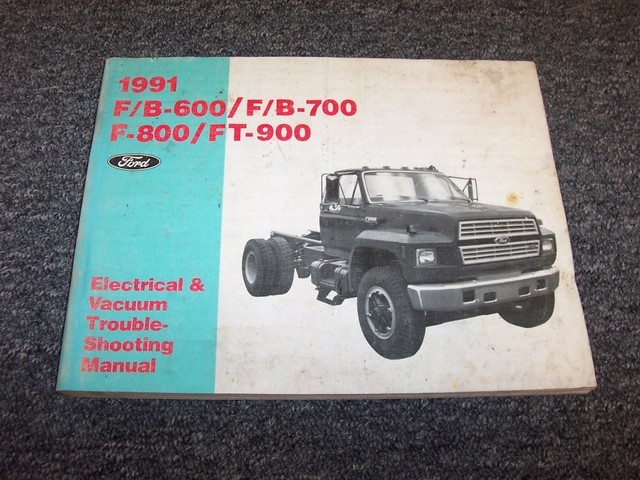 1991
F/B-600/F/B-700
F-800/FT-900
Ford
Electrical &
Vacuum
Trouble-
Shooting
Manual